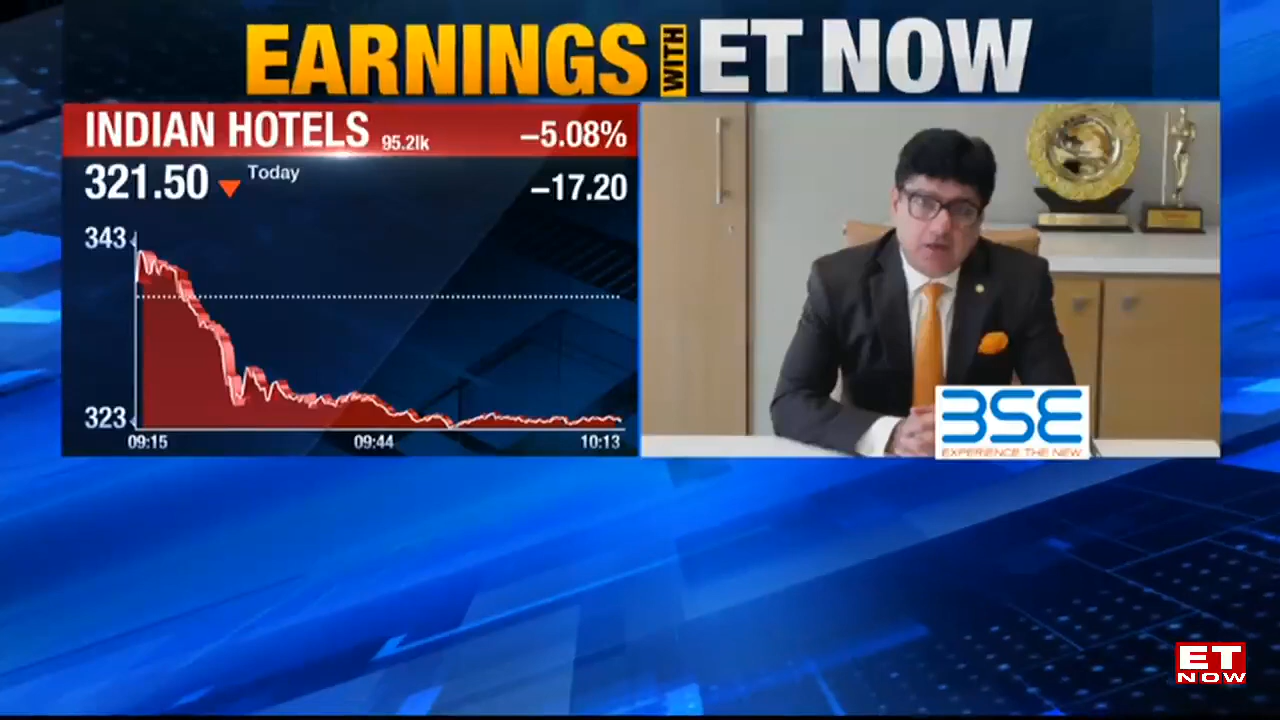 EARNINGS WITH ET NOW
INDIAN HOTELS 95.2lk –5.08%
321.50 Today –17.20
343
323
09:15 09:44 10:13
BSE
EXPERIENCE THE NEW
ET
NOW